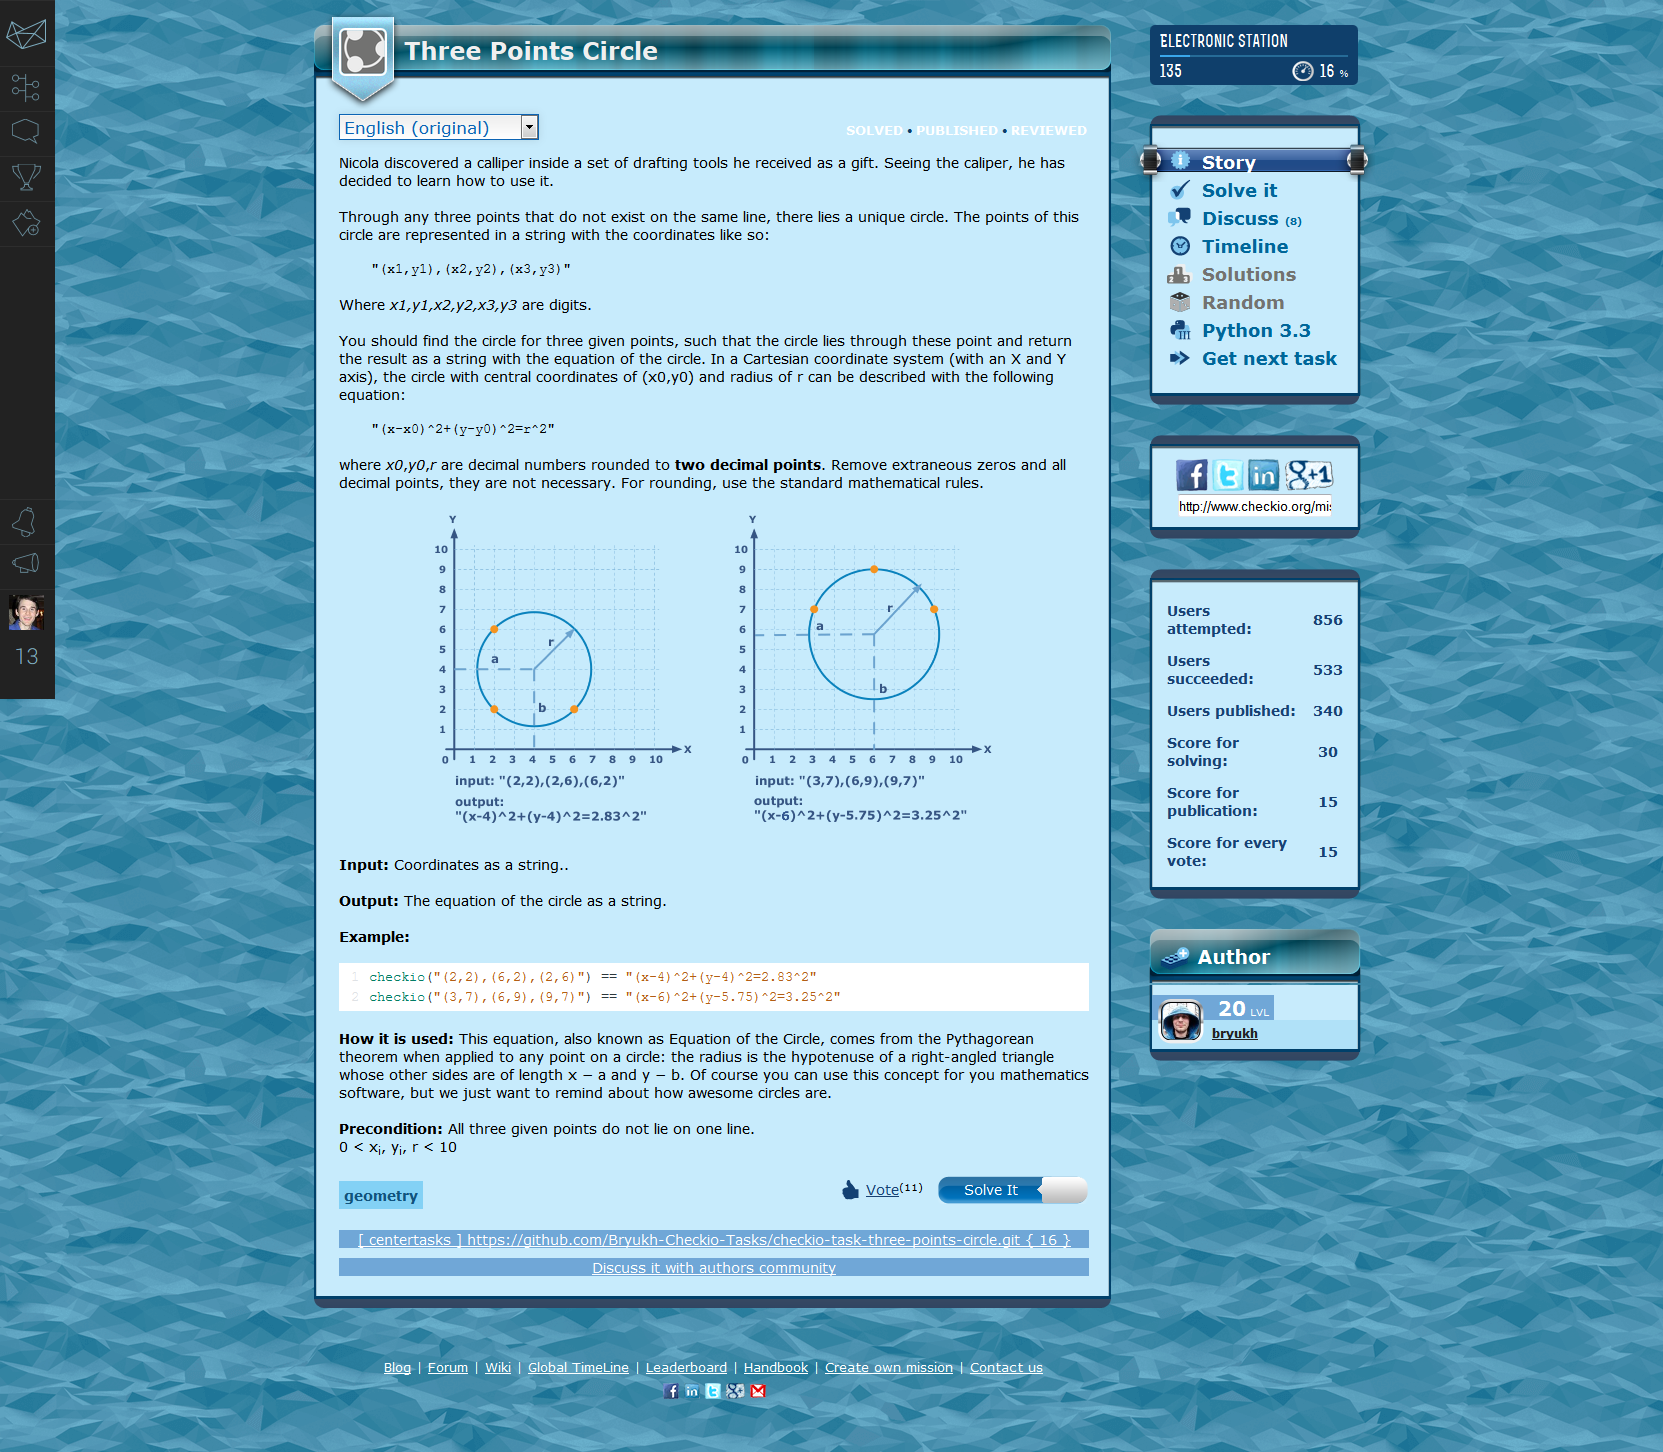 Three Points Circle
English (original)
SOLVED • PUBLISHED • REVIEWED
Nicola discovered a calliper inside a set of drafting tools he received as a gift. Seeing the caliper, he has
decided to learn how to use it.
Through any three points that do not exist on the same line, there lies a unique circle. The points of this
circle are represented in a string with the coordinates like so:
"(x1,y1),(x2,y2),(x3,y3)"
Where x1,y1,x2,y2,x3,y3 are digits.
You should find the circle for three given points, such that the circle lies through these point and return
the result as a string with the equation of the circle. In a Cartesian coordinate system (with an X and Y
axis), the circle with central coordinates of (x0,y0) and radius of r can be described with the following
equation:
"(x-x0)^2+(y-y0)^2=r^2"
where x0,y0,r are decimal numbers rounded to two decimal points. Remove extraneous zeros and all
decimal points, they are not necessary. For rounding, use the standard mathematical rules.
Y
10
9
8
7
6
5
4
3
2
1
0 1 2 3 4 5 6 7 8 9 10 X
r
a
b
input: "(2,2),(2,6),(6,2)"
output:
"(x-4)^2+(y-4)^2=2.83^2"
Y
10
9
8
7
6
5
4
3
2
1
0 1 2 3 4 5 6 7 8 9 10 X
r
a
b
input: "(3,7),(6,9),(9,7)"
output:
"(x-6)^2+(y-5.75)^2=3.25^2"
Input: Coordinates as a string..
Output: The equation of the circle as a string.
Example:
1 checkio("(2,2),(6,2),(2,6)") == "(x-4)^2+(y-4)^2=2.83^2"
2 checkio("(3,7),(6,9),(9,7)") == "(x-6)^2+(y-5.75)^2=3.25^2"
How it is used: This equation, also known as Equation of the Circle, comes from the Pythagorean
theorem when applied to any point on a circle: the radius is the hypotenuse of a right-angled triangle
whose other sides are of length x − a and y − b. Of course you can use this concept for you mathematics
software, but we just want to remind about how awesome circles are.
Precondition: All three given points do not lie on one line.
0 < xi, yi, r < 10
geometry
Vote(11)
Solve It
[ centertasks ] https://github.com/Bryukh-Checkio-Tasks/checkio-task-three-points-circle.git { 16 }
Discuss it with authors community
Blog | Forum | Wiki | Global TimeLine | Leaderboard | Handbook | Create own mission | Contact us
13
ELECTRONIC STATION
135 16 %
Story
Solve it
Discuss (8)
Timeline
Solutions
Random
Python 3.3
Get next task
http://www.checkio.org/mis
Users
attempted: 856
Users
succeeded: 533
Users published: 340
Score for
solving: 30
Score for
publication: 15
Score for every
vote: 15
Author
20 LVL
bryukh